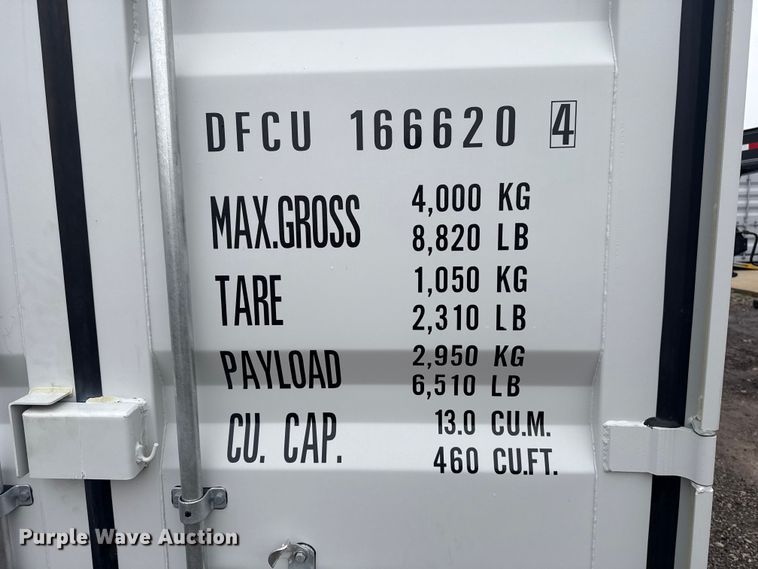 DFCU 166620 4
MAX.GROSS 4,000 KG
8,820 LB
TARE 1,050 KG
2,310 LB
PAYLOAD 2,950 KG
6,510 LB
CU. CAP. 13.0 CU.M.
460 CU.FT.
Purple Wave Auction